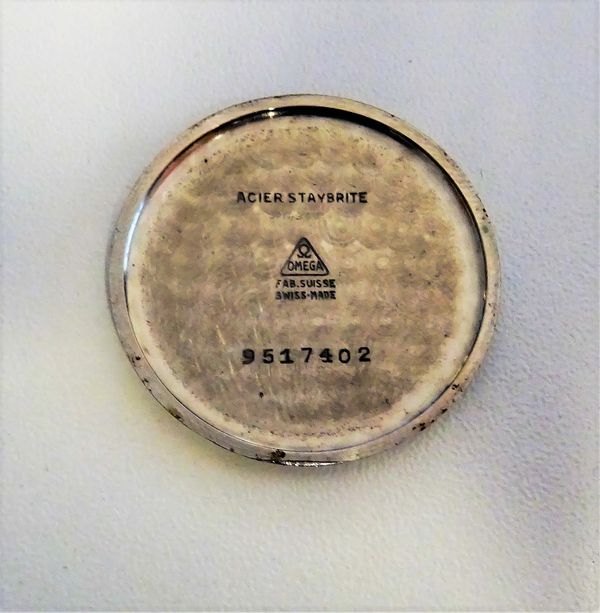 ACIER STAYBRITE
Ω
OMEGA
FAB. SUISSE
SWISS-MADE
9517402